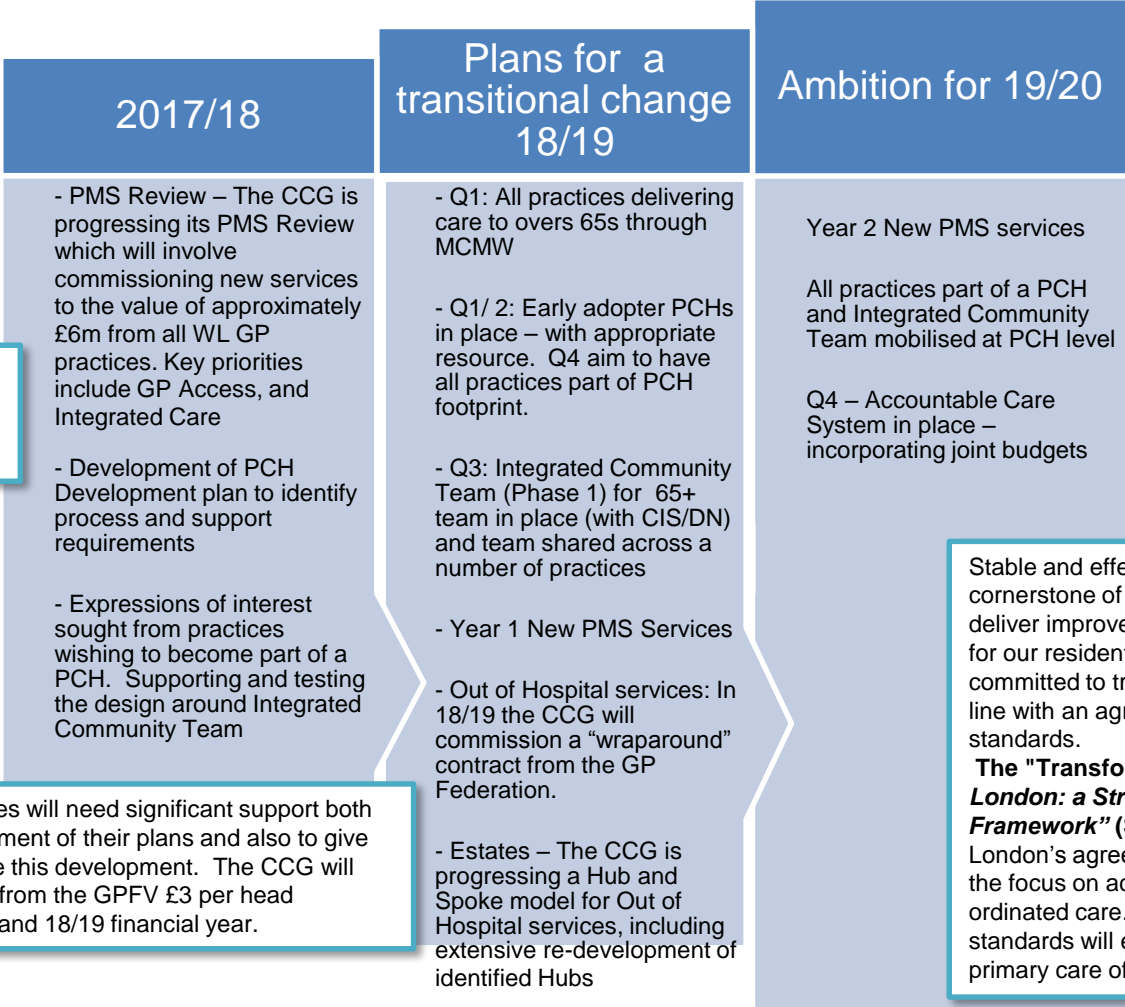 2017/18
- PMS Review – The CCG is
progressing its PMS Review
which will involve
commissioning new services
to the value of approximately
£6m from all WL GP
practices. Key priorities
include GP Access, and
Integrated Care
- Development of PCH
Development plan to identify
process and support
requirements
- Expressions of interest
sought from practices
wishing to become part of a
PCH. Supporting and testing
the design around Integrated
Community Team
Plans for a
transitional change
18/19
- Q1: All practices delivering
care to overs 65s through
MCMW
- Q1/ 2: Early adopter PCHs
in place – with appropriate
resource. Q4 aim to have
all practices part of PCH
footprint.
- Q3: Integrated Community
Team (Phase 1) for 65+
team in place (with CIS/DN)
and team shared across a
number of practices
- Year 1 New PMS Services
- Out of Hospital services: In
18/19 the CCG will
commission a “wraparound”
contract from the GP
Federation.
- Estates – The CCG is
progressing a Hub and
Spoke model for Out of
Hospital services, including
extensive re-development of
identified Hubs
Ambition for 19/20
Year 2 New PMS services
All practices part of a PCH
and Integrated Community
Team mobilised at PCH level
Q4 – Accountable Care
System in place –
incorporating joint budgets
es will need significant support both
ment of their plans and also to give
e this development. The CCG will
from the GPFV £3 per head
and 18/19 financial year.
Stable and effe
cornerstone of
deliver improve
for our resident
committed to tr
line with an agr
standards.
The "Transfo
London: a Str
Framework” (
London’s agree
the focus on ac
ordinated care.
standards will e
primary care of